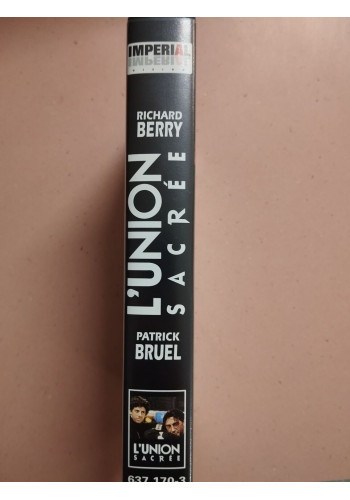 IMPERIAL
RICHARD
BERRY
L'UNION
SACRÉE
PATRICK
BRUEL
L'UNION
SACRÉE
637 170-3